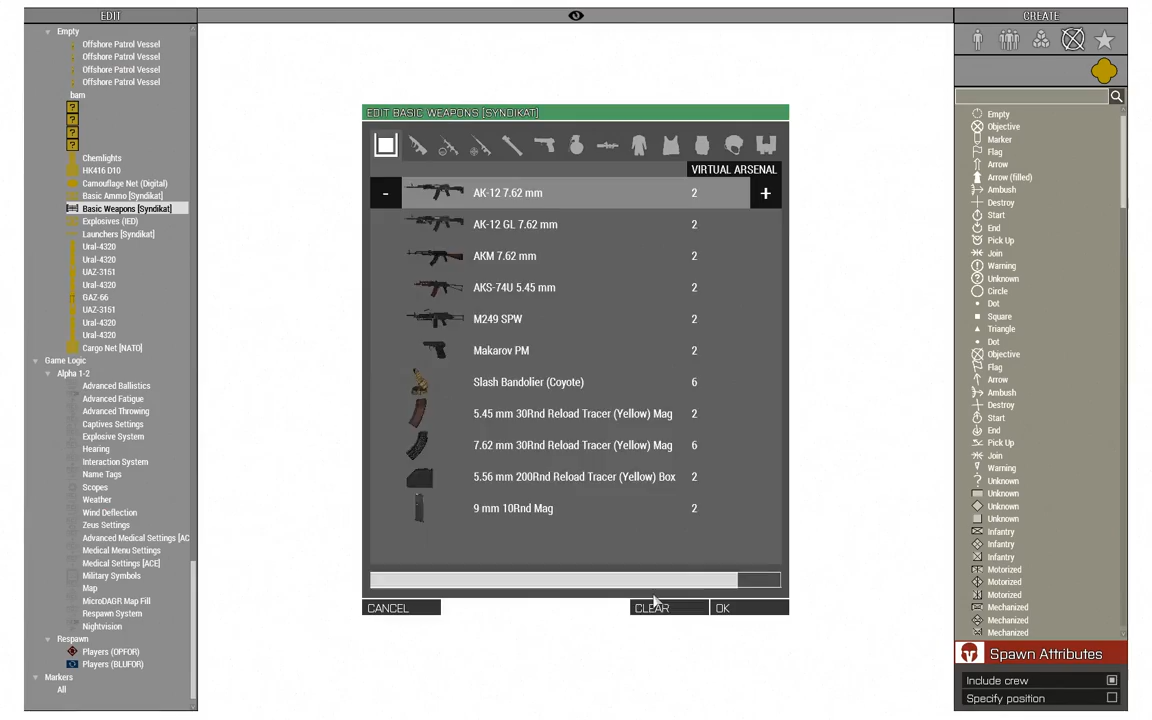 EDIT
Empty
Offshore Patrol Vessel
Offshore Patrol Vessel
Offshore Patrol Vessel
Offshore Patrol Vessel
bam
?
?
?
?
Chemlights
HK416 D10
Camouflage Net (Digital)
Basic Ammo [Syndikat]
Basic Weapons [Syndikat]
Explosives (IED)
Launchers [Syndikat]
Ural-4320
Ural-4320
UAZ-3151
Ural-4320
GAZ-66
UAZ-3151
Ural-4320
Ural-4320
Cargo Net [NATO]
Game Logic
Alpha 1-2
Advanced Ballistics
Advanced Fatigue
Advanced Throwing
Captives Settings
Explosive System
Hearing
Interaction System
Name Tags
Scopes
Weather
Wind Deflection
Zeus Settings
Advanced Medical Settings [AC
Medical Menu Settings
Medical Settings [ACE]
Military Symbols
Map
MicroDAGR Map Fill
Respawn System
Nightvision
Respawn
Players (OPFOR)
Players (BLUFOR)
Markers
All
EDIT BASIC WEAPONS [SYNDIKAT]
VIRTUAL ARSENAL
- AK-12 7.62 mm 2 +
AK-12 GL 7.62 mm 2
AKM 7.62 mm 2
AKS-74U 5.45 mm 2
M249 SPW 2
Makarov PM 2
Slash Bandolier (Coyote) 6
5.45 mm 30Rnd Reload Tracer (Yellow) Mag 2
7.62 mm 30Rnd Reload Tracer (Yellow) Mag 6
5.56 mm 200Rnd Reload Tracer (Yellow) Box 2
9 mm 10Rnd Mag 2
CANCEL CLEAR OK
CREATE
Empty
Objective
Marker
Flag
Arrow
Arrow (filled)
Ambush
Destroy
Start
End
Pick Up
Join
Warning
Unknown
Circle
Dot
Square
Triangle
Dot
Objective
Flag
Arrow
Ambush
Destroy
Start
End
Pick Up
Join
Warning
Unknown
Unknown
Unknown
Unknown
Infantry
Infantry
Infantry
Motorized
Motorized
Motorized
Mechanized
Mechanized
Mechanized
Spawn Attributes
Include crew
Specify position